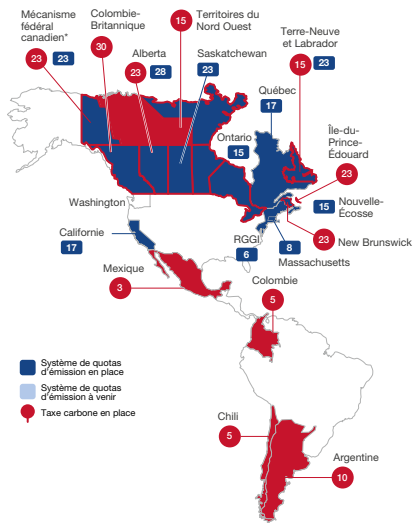 Mécanisme
fédéral
canadien*
23 23
Colombie-
Britannique
30
Alberta
23 28
Territoires du
Nord Ouest
15
Saskatchewan
23
Terre-Neuve
et Labrador
15 23
Québec
17
Ontario
15
Île-du-
Prince-
Édouard
23
Nouvelle-
Écosse
15
New Brunswick
23
Washington
Californie
17
RGGI
6
8
Massachusetts
Mexique
3
Colombie
5
Système de quotas
d'émission en place
Système de quotas
d'émission à venir
Taxe carbone en place
Chili
5
Argentine
10